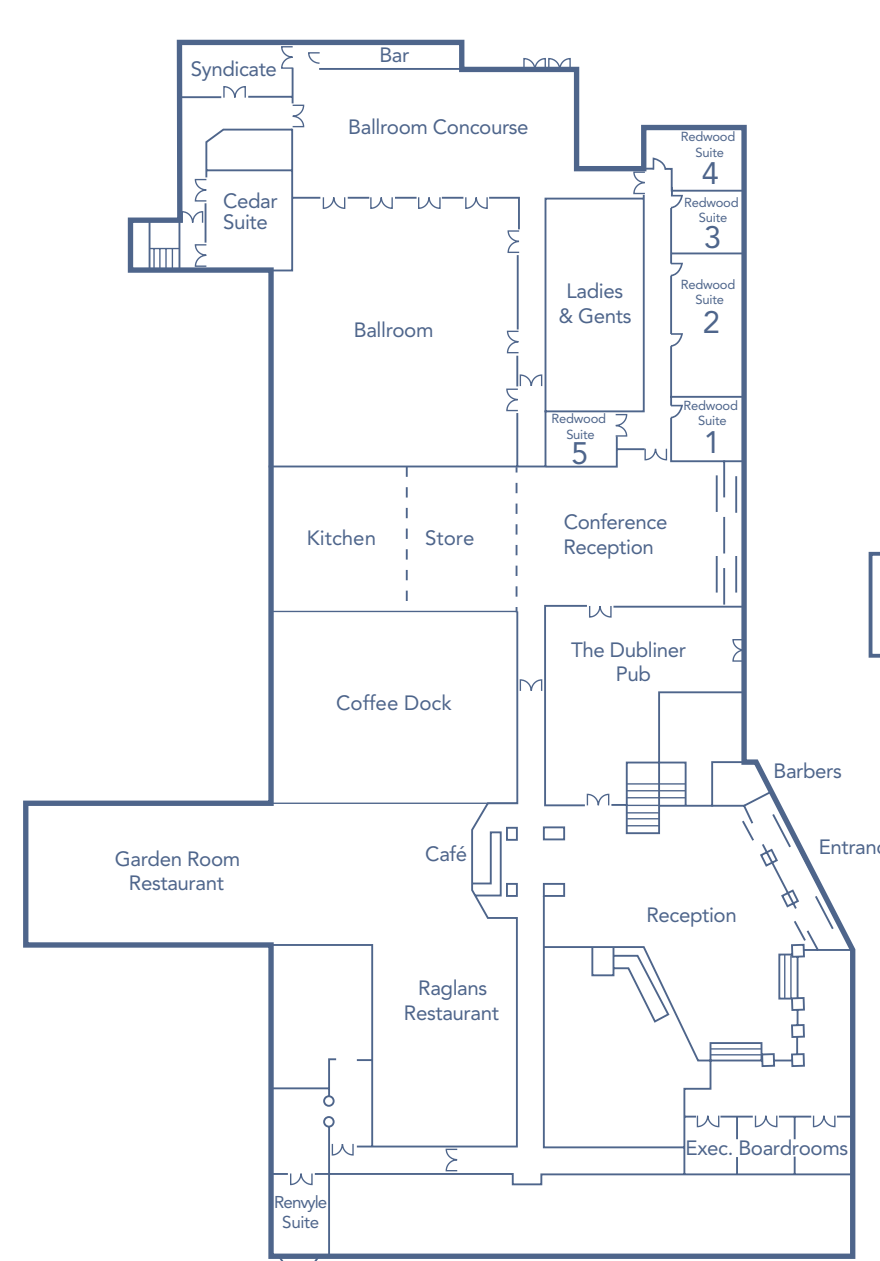 Bar
Syndicate
Ballroom Concourse
Redwood
Suite
4
Cedar
Suite
Redwood
Suite
3
Ladies
& Gents
Redwood
Suite
2
Ballroom
Redwood
Suite
1
Redwood
Suite
5
Conference
Reception
Kitchen
Store
The Dubliner
Pub
Coffee Dock
Barbers
Café
Garden Room
Restaurant
Reception
Raglans
Restaurant
Exec. Boardrooms
Renvyle
Suite